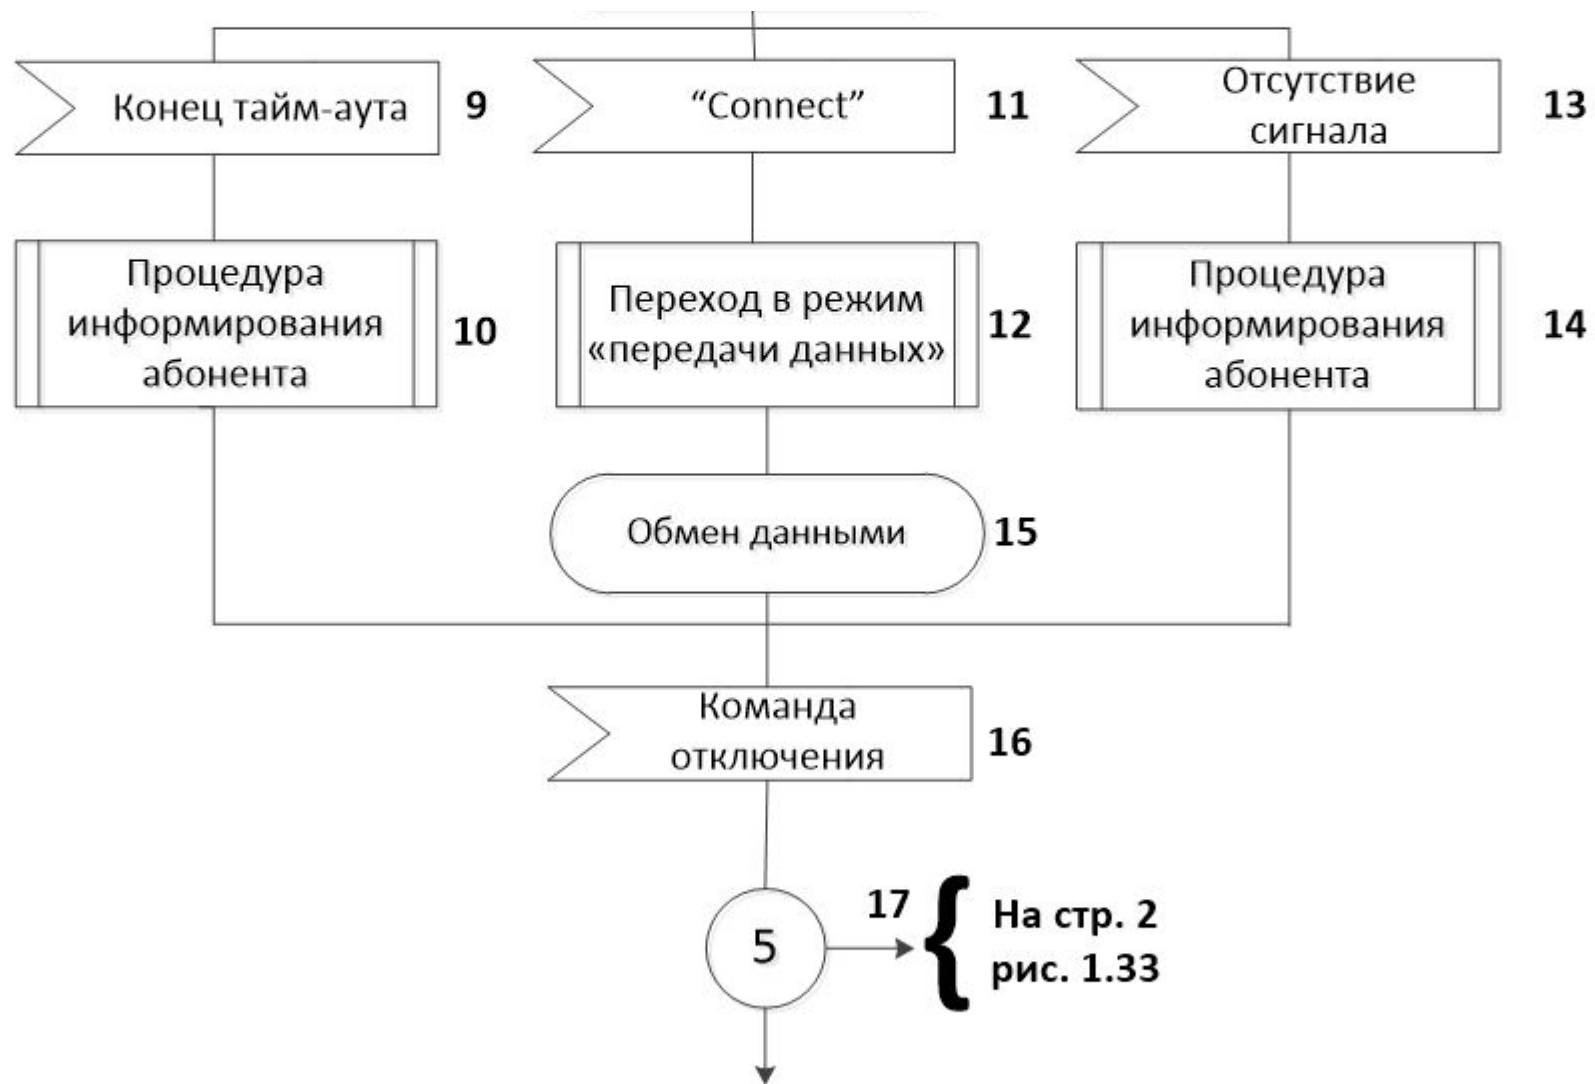 Конец тайм-аута
9
“Connect”
11
Отсутствие
сигнала
13
Процедура
информирования
абонента
10
Переход в режим
«передачи данных»
12
Процедура
информирования
абонента
14
Обмен данными
15
Команда
отключения
16
5
17
На стр. 2
рис. 1.33